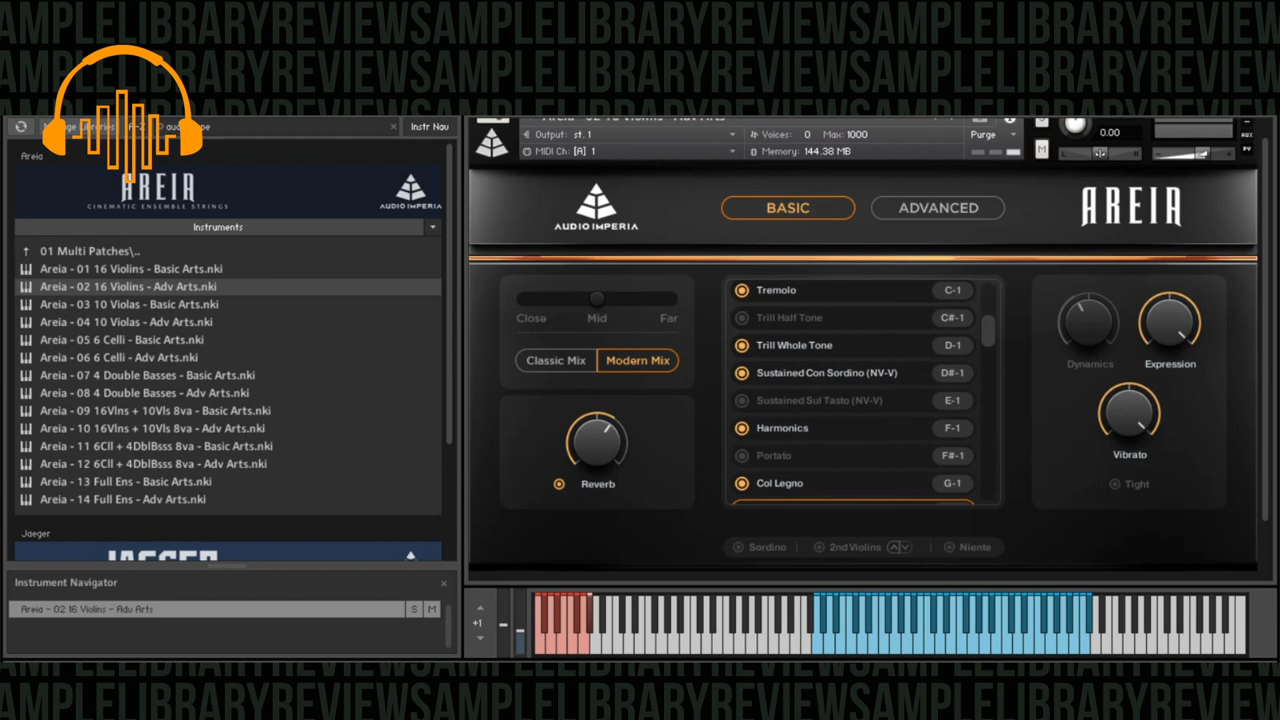 SAMPLELIBRARYREVIEWSAMPLELIBRARYREVIEW
A-Z
Instr Nav
Areia
AREIA
CINEMATIC ENSEMBLE STRINGS
AUDIO IMPERIA
Instruments
01 Multi Patches\..
Areia - 01 16 Violins - Basic Arts.nki
Areia - 02 16 Violins - Adv Arts.nki
Areia - 03 10 Violas - Basic Arts.nki
Areia - 04 10 Violas - Adv Arts.nki
Areia - 05 6 Celli - Basic Arts.nki
Areia - 06 6 Celli - Adv Arts.nki
Areia - 07 4 Double Basses - Basic Arts.nki
Areia - 08 4 Double Basses - Adv Arts.nki
Areia - 09 16Vlns + 10Vls 8va - Basic Arts.nki
Areia - 10 16Vlns + 10Vls 8va - Adv Arts.nki
Areia - 11 6Cll + 4DblBsss 8va - Basic Arts.nki
Areia - 12 6Cll + 4DblBsss 8va - Adv Arts.nki
Areia - 13 Full Ens - Basic Arts.nki
Areia - 14 Full Ens - Adv Arts.nki
Jaeger
JAEGER
Instrument Navigator
Areia - 02 16 Violins - Adv Arts S M
Output: st. 1 Voices: 0 Max: 1000 Purge
MIDI Ch: [A] 1 Memory: 144.38 MB
0.00
M
AUX
PV
AUDIO IMPERIA
BASIC
ADVANCED
AREIA
Close Mid Far
Classic Mix Modern Mix
Reverb
Tremolo C-1
Trill Half Tone C#-1
Trill Whole Tone D-1
Sustained Con Sordino (NV-V) D#-1
Sustained Sul Tasto (NV-V) E-1
Harmonics F-1
Portato F#-1
Col Legno G-1
Dynamics Expression
Vibrato
Tight
Sordino | 2nd Violins | Niente
+1
SAMPLELIBRARYREVIEWSAMPLELIBRARYREVIEW